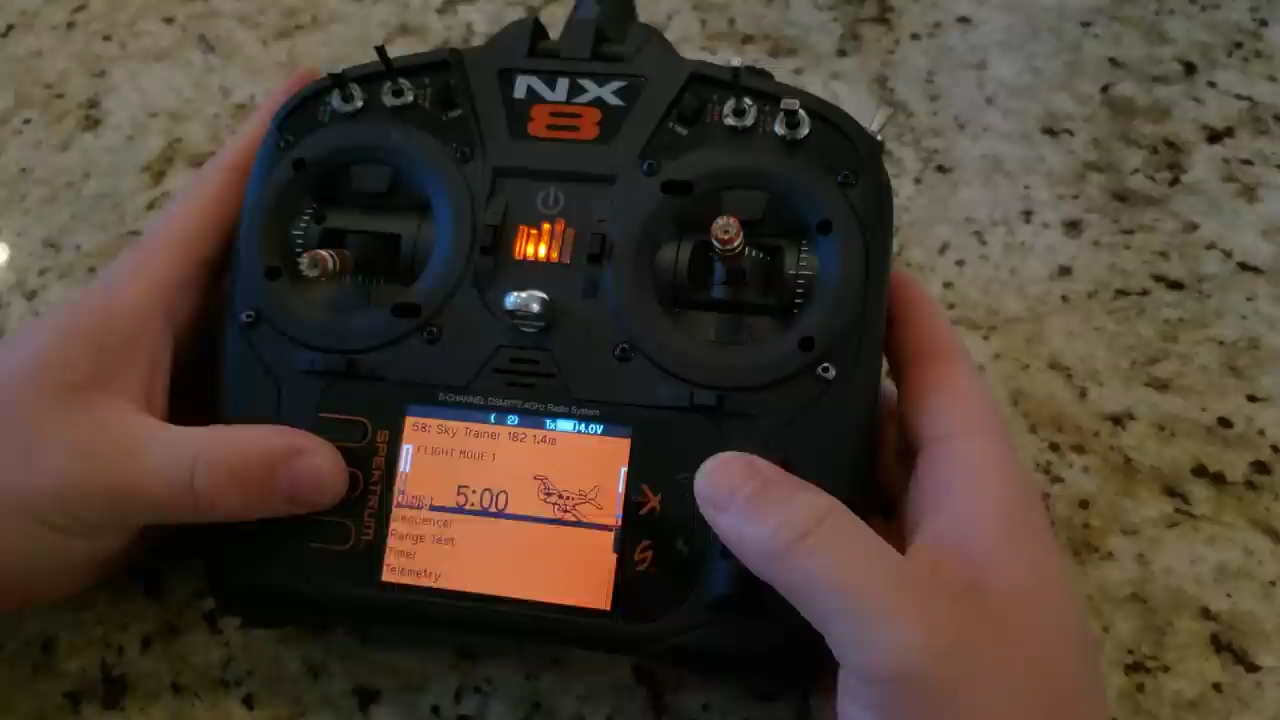 NX
8
8-CHANNEL DSMX® 2.4GHz Radio System
SPEKTRUM
( 2) Tx 4.0V
58: Sky Trainer 182 1.4m
FLIGHT MODE 1
5:00
Sequencer
Range Test
Timer
Telemetry